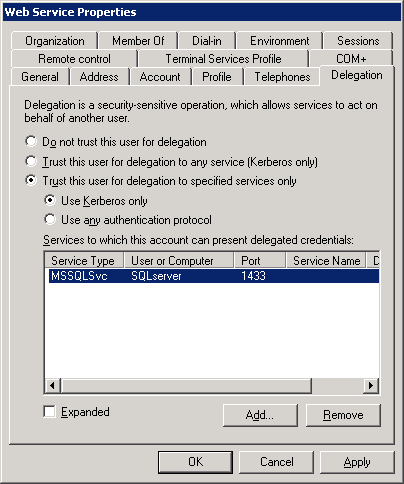 Web Service Properties
Organization Member Of Dial-in Environment Sessions
Remote control Terminal Services Profile COM+
General Address Account Profile Telephones Delegation
Delegation is a security-sensitive operation, which allows services to act on
behalf of another user.
Do not trust this user for delegation
Trust this user for delegation to any service (Kerberos only)
Trust this user for delegation to specified services only
Use Kerberos only
Use any authentication protocol
Services to which this account can present delegated credentials:
Service Type User or Computer Port Service Name D
MSSQLSvc SQLserver 1433
Expanded Add... Remove
OK Cancel Apply